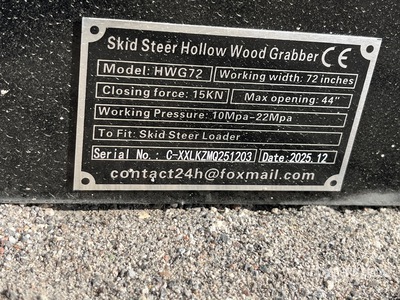 Skid Steer Hollow Wood Grabber CE
Model: HWG72 Working width: 72 inches
Closing force: 15KN Max opening: 44"
Working Pressure: 10Mpa-22Mpa
To Fit: Skid Steer Loader
Serial No.: C-XXLKZMQ251203 Date:2025.12
contact24h@foxmail.com